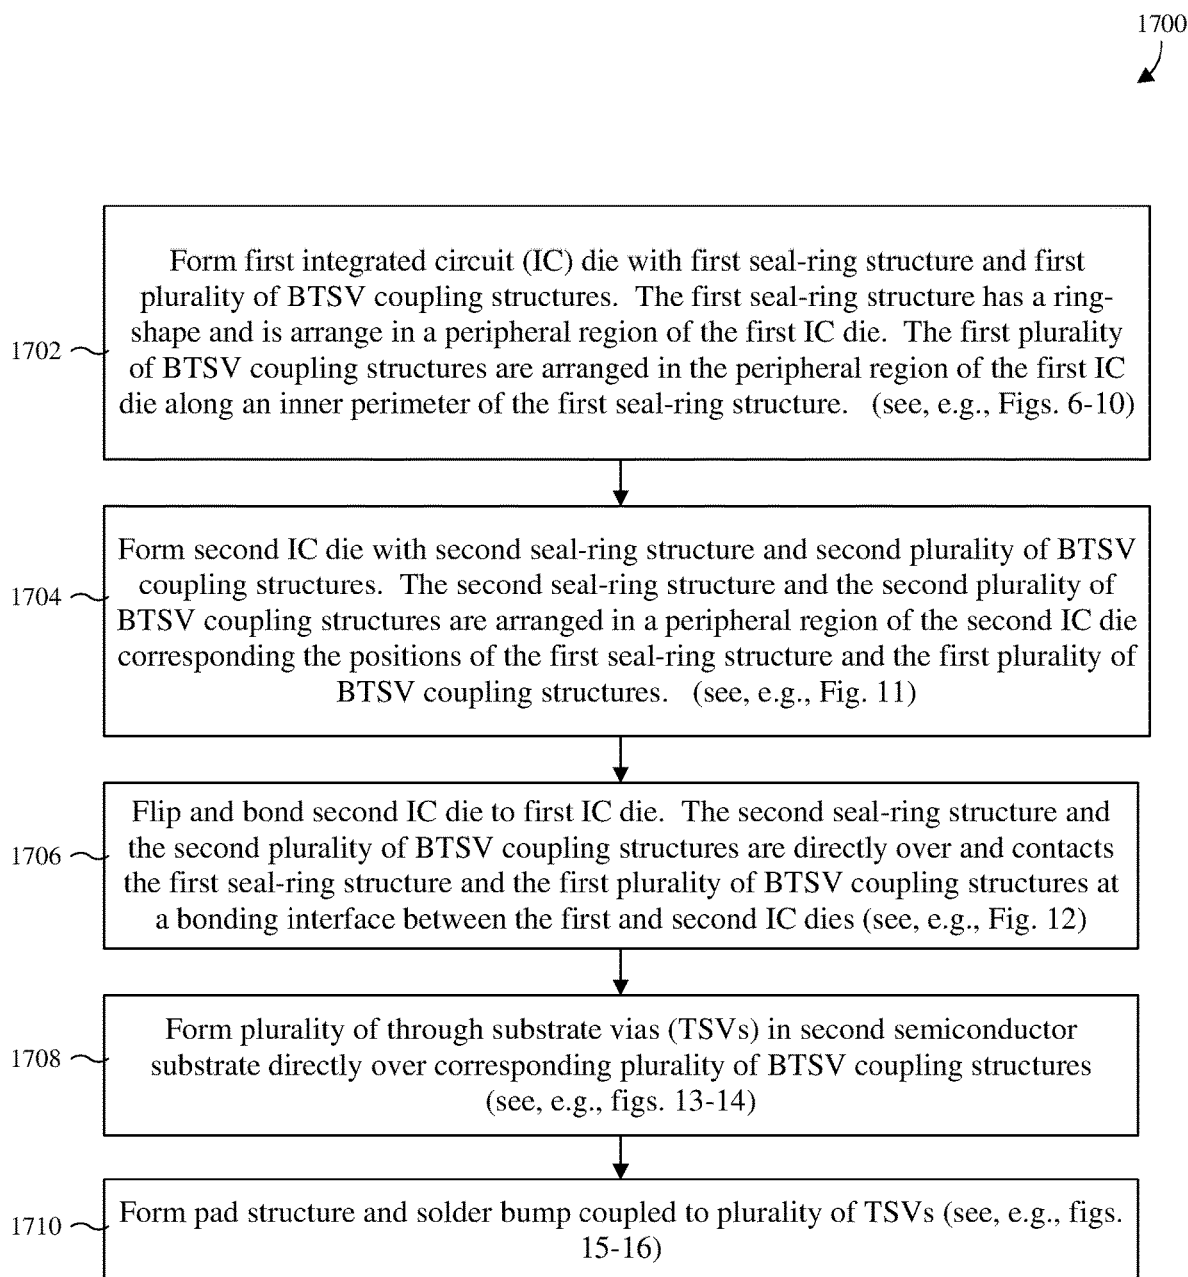 1700
Form first integrated circuit (IC) die with first seal-ring structure and first
plurality of BTSV coupling structures. The first seal-ring structure has a ring-
shape and is arrange in a peripheral region of the first IC die. The first plurality
1702
of BTSV coupling structures are arranged in the peripheral region of the first IC
die along an inner perimeter of the first seal-ring structure. (see, e.g., Figs. 6-10)
Form second IC die with second seal-ring structure and second plurality of BTSV
coupling structures. The second seal-ring structure and the second plurality of
1704
BTSV coupling structures are arranged in a peripheral region of the second IC die
corresponding the positions of the first seal-ring structure and the first plurality of
BTSV coupling structures. (see, e.g., Fig. 11)
Flip and bond second IC die to first IC die. The second seal-ring structure and
1706
the second plurality of BTSV coupling structures are directly over and contacts
the first seal-ring structure and the first plurality of BTSV coupling structures at
a bonding interface between the first and second IC dies (see, e.g., Fig. 12)
Form plurality of through substrate vias (TSVs) in second semiconductor
1708
substrate directly over corresponding plurality of BTSV coupling structures
(see, e.g., figs. 13-14)
1710
Form pad structure and solder bump coupled to plurality of TSVs (see, e.g., figs.
15-16)